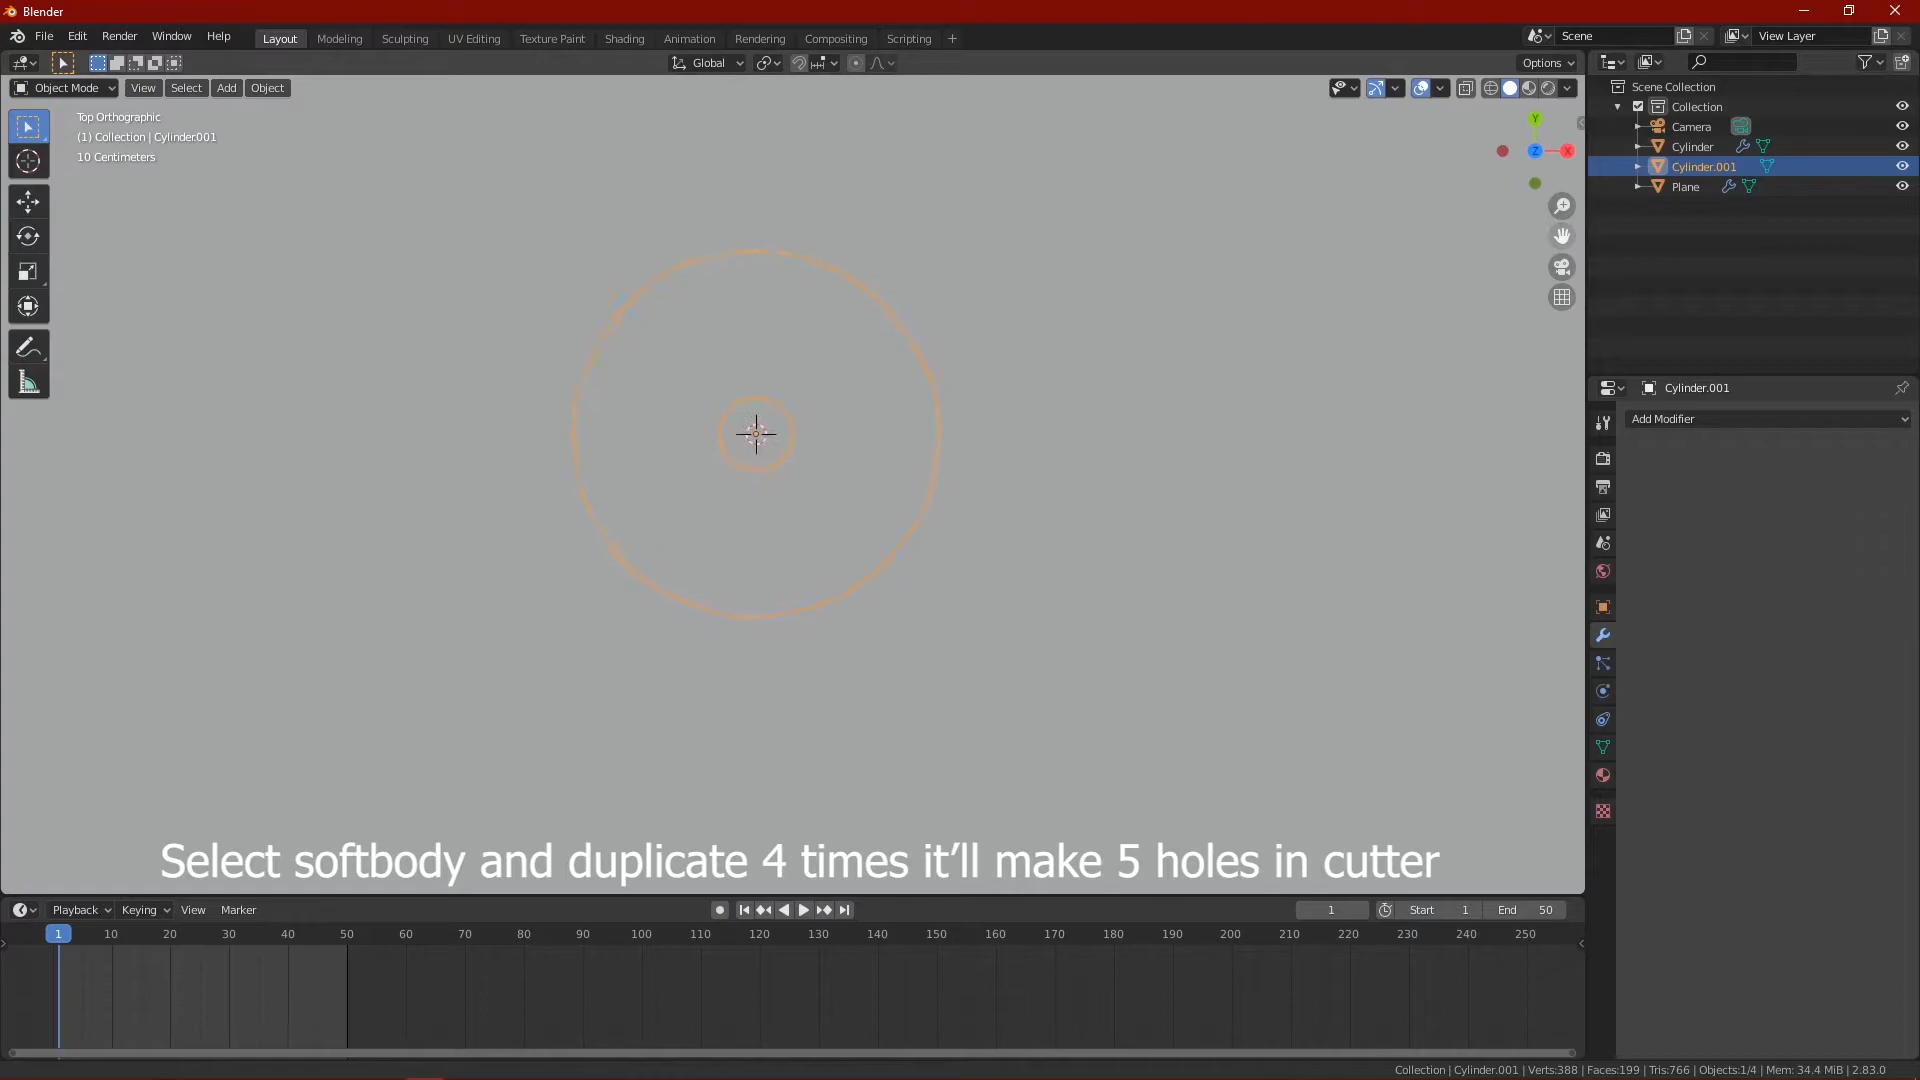 Blender
File Edit Render Window Help
Layout Modeling Sculpting UV Editing Texture Paint Shading Animation Rendering Compositing Scripting
Scene
View Layer
Global
Options
Object Mode View Select Add Object
Top Orthographic
(1) Collection | Cylinder.001
10 Centimeters
Y
Z
X
Scene Collection
Collection
Camera
Cylinder
Cylinder.001
Plane
Cylinder.001
Add Modifier
Select softbody and duplicate 4 times it’ll make 5 holes in cutter
Playback Keying View Marker
1
Start 1
End 50
1 10 20 30 40 50 60 70 80 90 100 110 120 130 140 150 160 170 180 190 200 210 220 230 240 250
Collection | Cylinder.001 | Verts:388 | Faces:199 | Tris:766 | Objects:1/4 | Mem: 34.4 MiB | 2.83.0